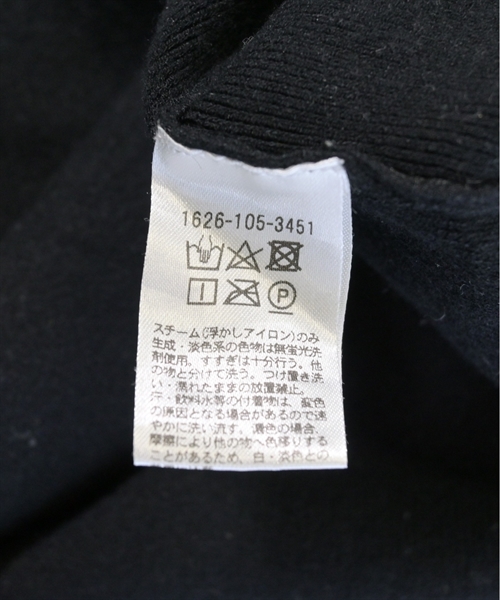 1626-105-3451
P
スチーム(浮かしアイロン)のみ
生成・淡色系の色物は無蛍光洗
剤使用。すすぎは十分行う。他
の物と分けて洗う。つけ置き洗
い・濡れたままの放置禁止。
汗・飲料水等の付着物は、変色
の原因となる場合があるので速
やかに洗い流す。濃色の場合、
摩擦により他の物へ色移りする
ことがあるため、白・淡色との